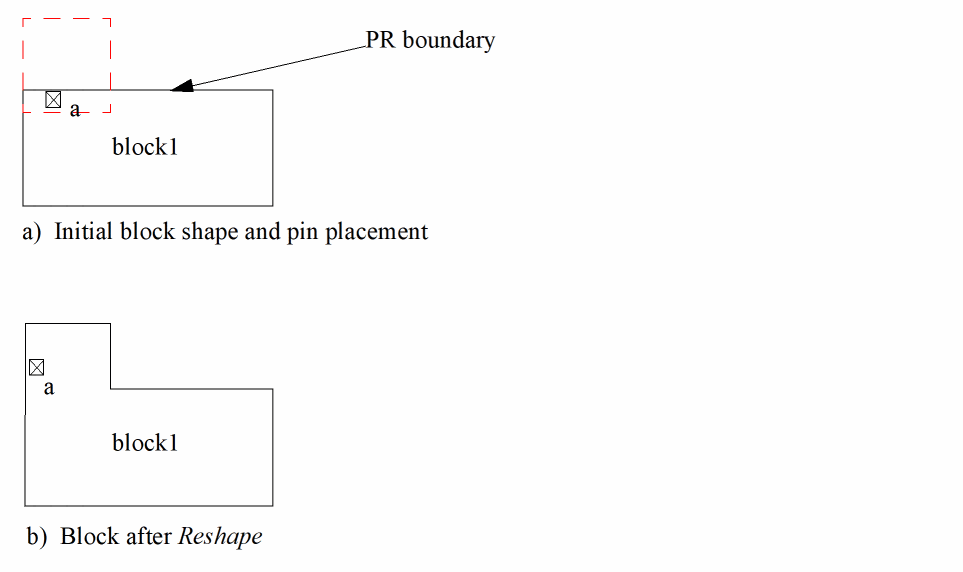 PR boundary
a
block1
a)  Initial block shape and pin placement
a
block1
b)  Block after Reshape